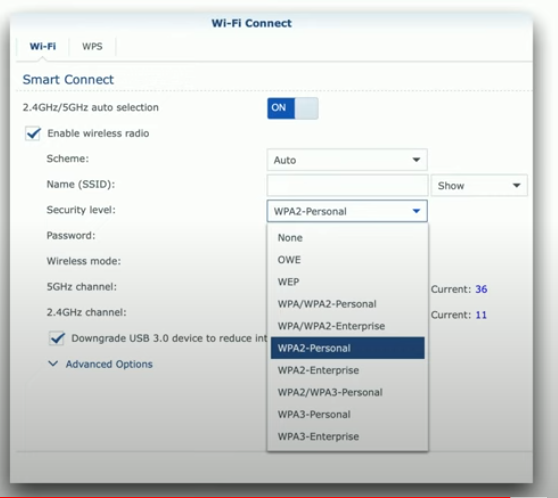 Wi-Fi Connect
Wi-Fi WPS
Smart Connect
2.4GHz/5GHz auto selection ON
Enable wireless radio
Scheme: Auto
Name (SSID): Show
Security level: WPA2-Personal
Password:
None
Wireless mode:
OWE
WEP
5GHz channel: Current: 36
WPA/WPA2-Personal
2.4GHz channel: Current: 11
WPA/WPA2-Enterprise
Downgrade USB 3.0 device to reduce int
WPA2-Personal
Advanced Options
WPA2-Enterprise
WPA2/WPA3-Personal
WPA3-Personal
WPA3-Enterprise